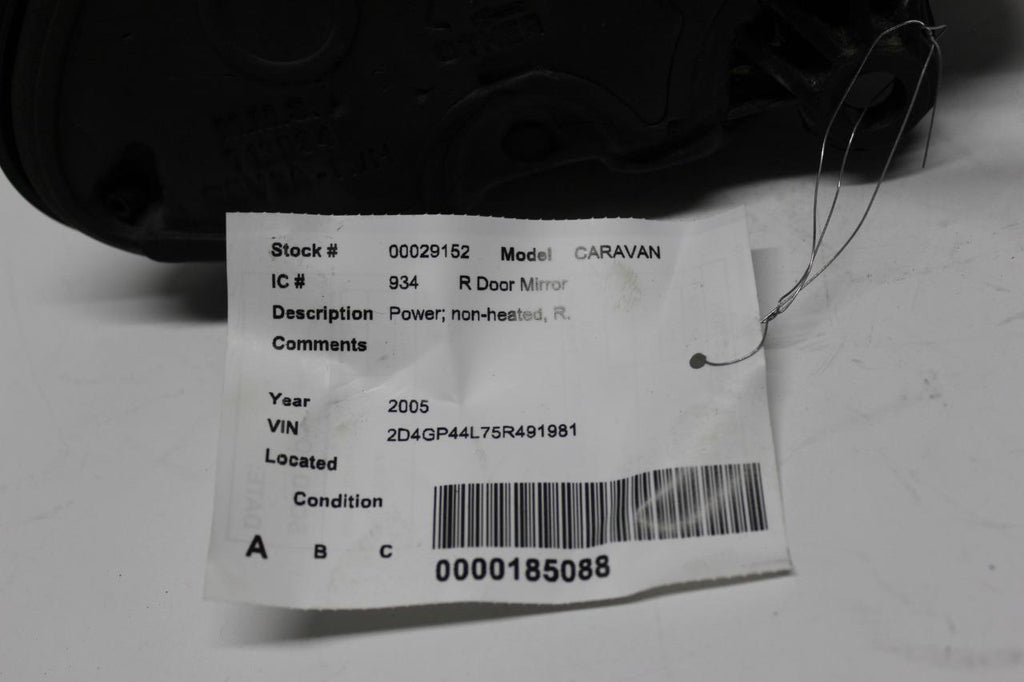 Stock # 00029152 Model CARAVAN
IC # 934 R Door Mirror
Description Power; non-heated, R.
Comments
Year 2005
VIN 2D4GP44L75R491981
Located
Condition
A B C
0000185088